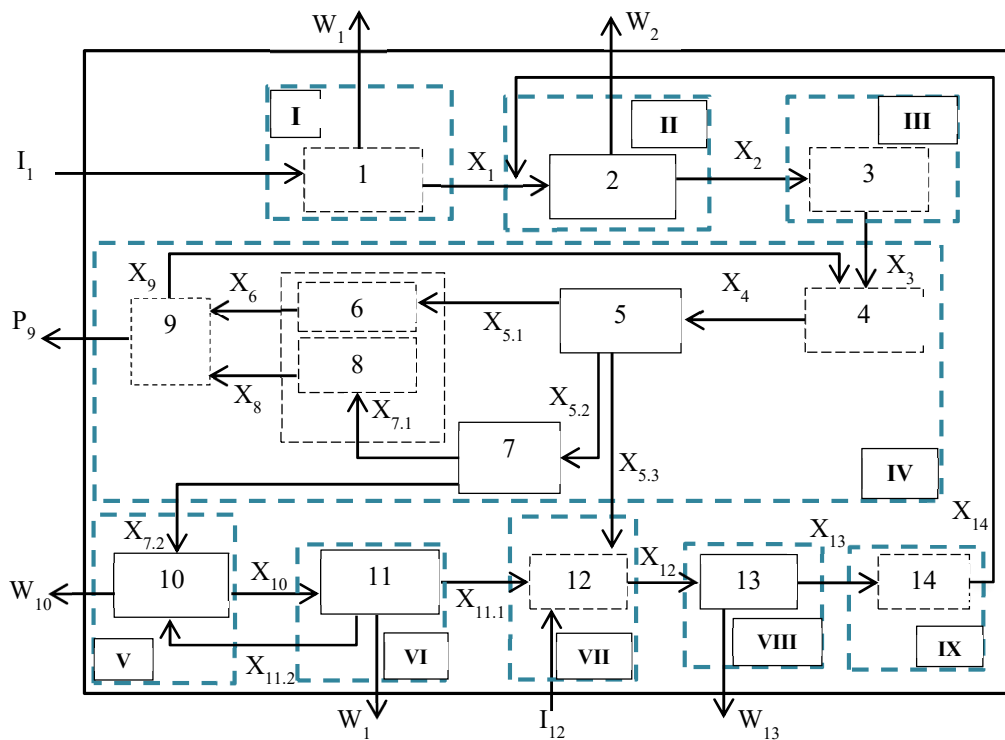 W₁
W₂
I
II
III
I₁
1
X₁
2
X₂
3
X₉
X₆
X₃
X₄
P₉
9
6
X₅.₁
5
4
8
X₈
X₇.₁
X₅.₂
7
X₅.₃
IV
X₇.₂
X₁₄
W₁₀
10
X₁₀
11
X₁₁.₁
12
X₁₂
13
X₁₃
14
V
X₁₁.₂
VI
VII
VIII
IX
W₁
I₁₂
W₁₃